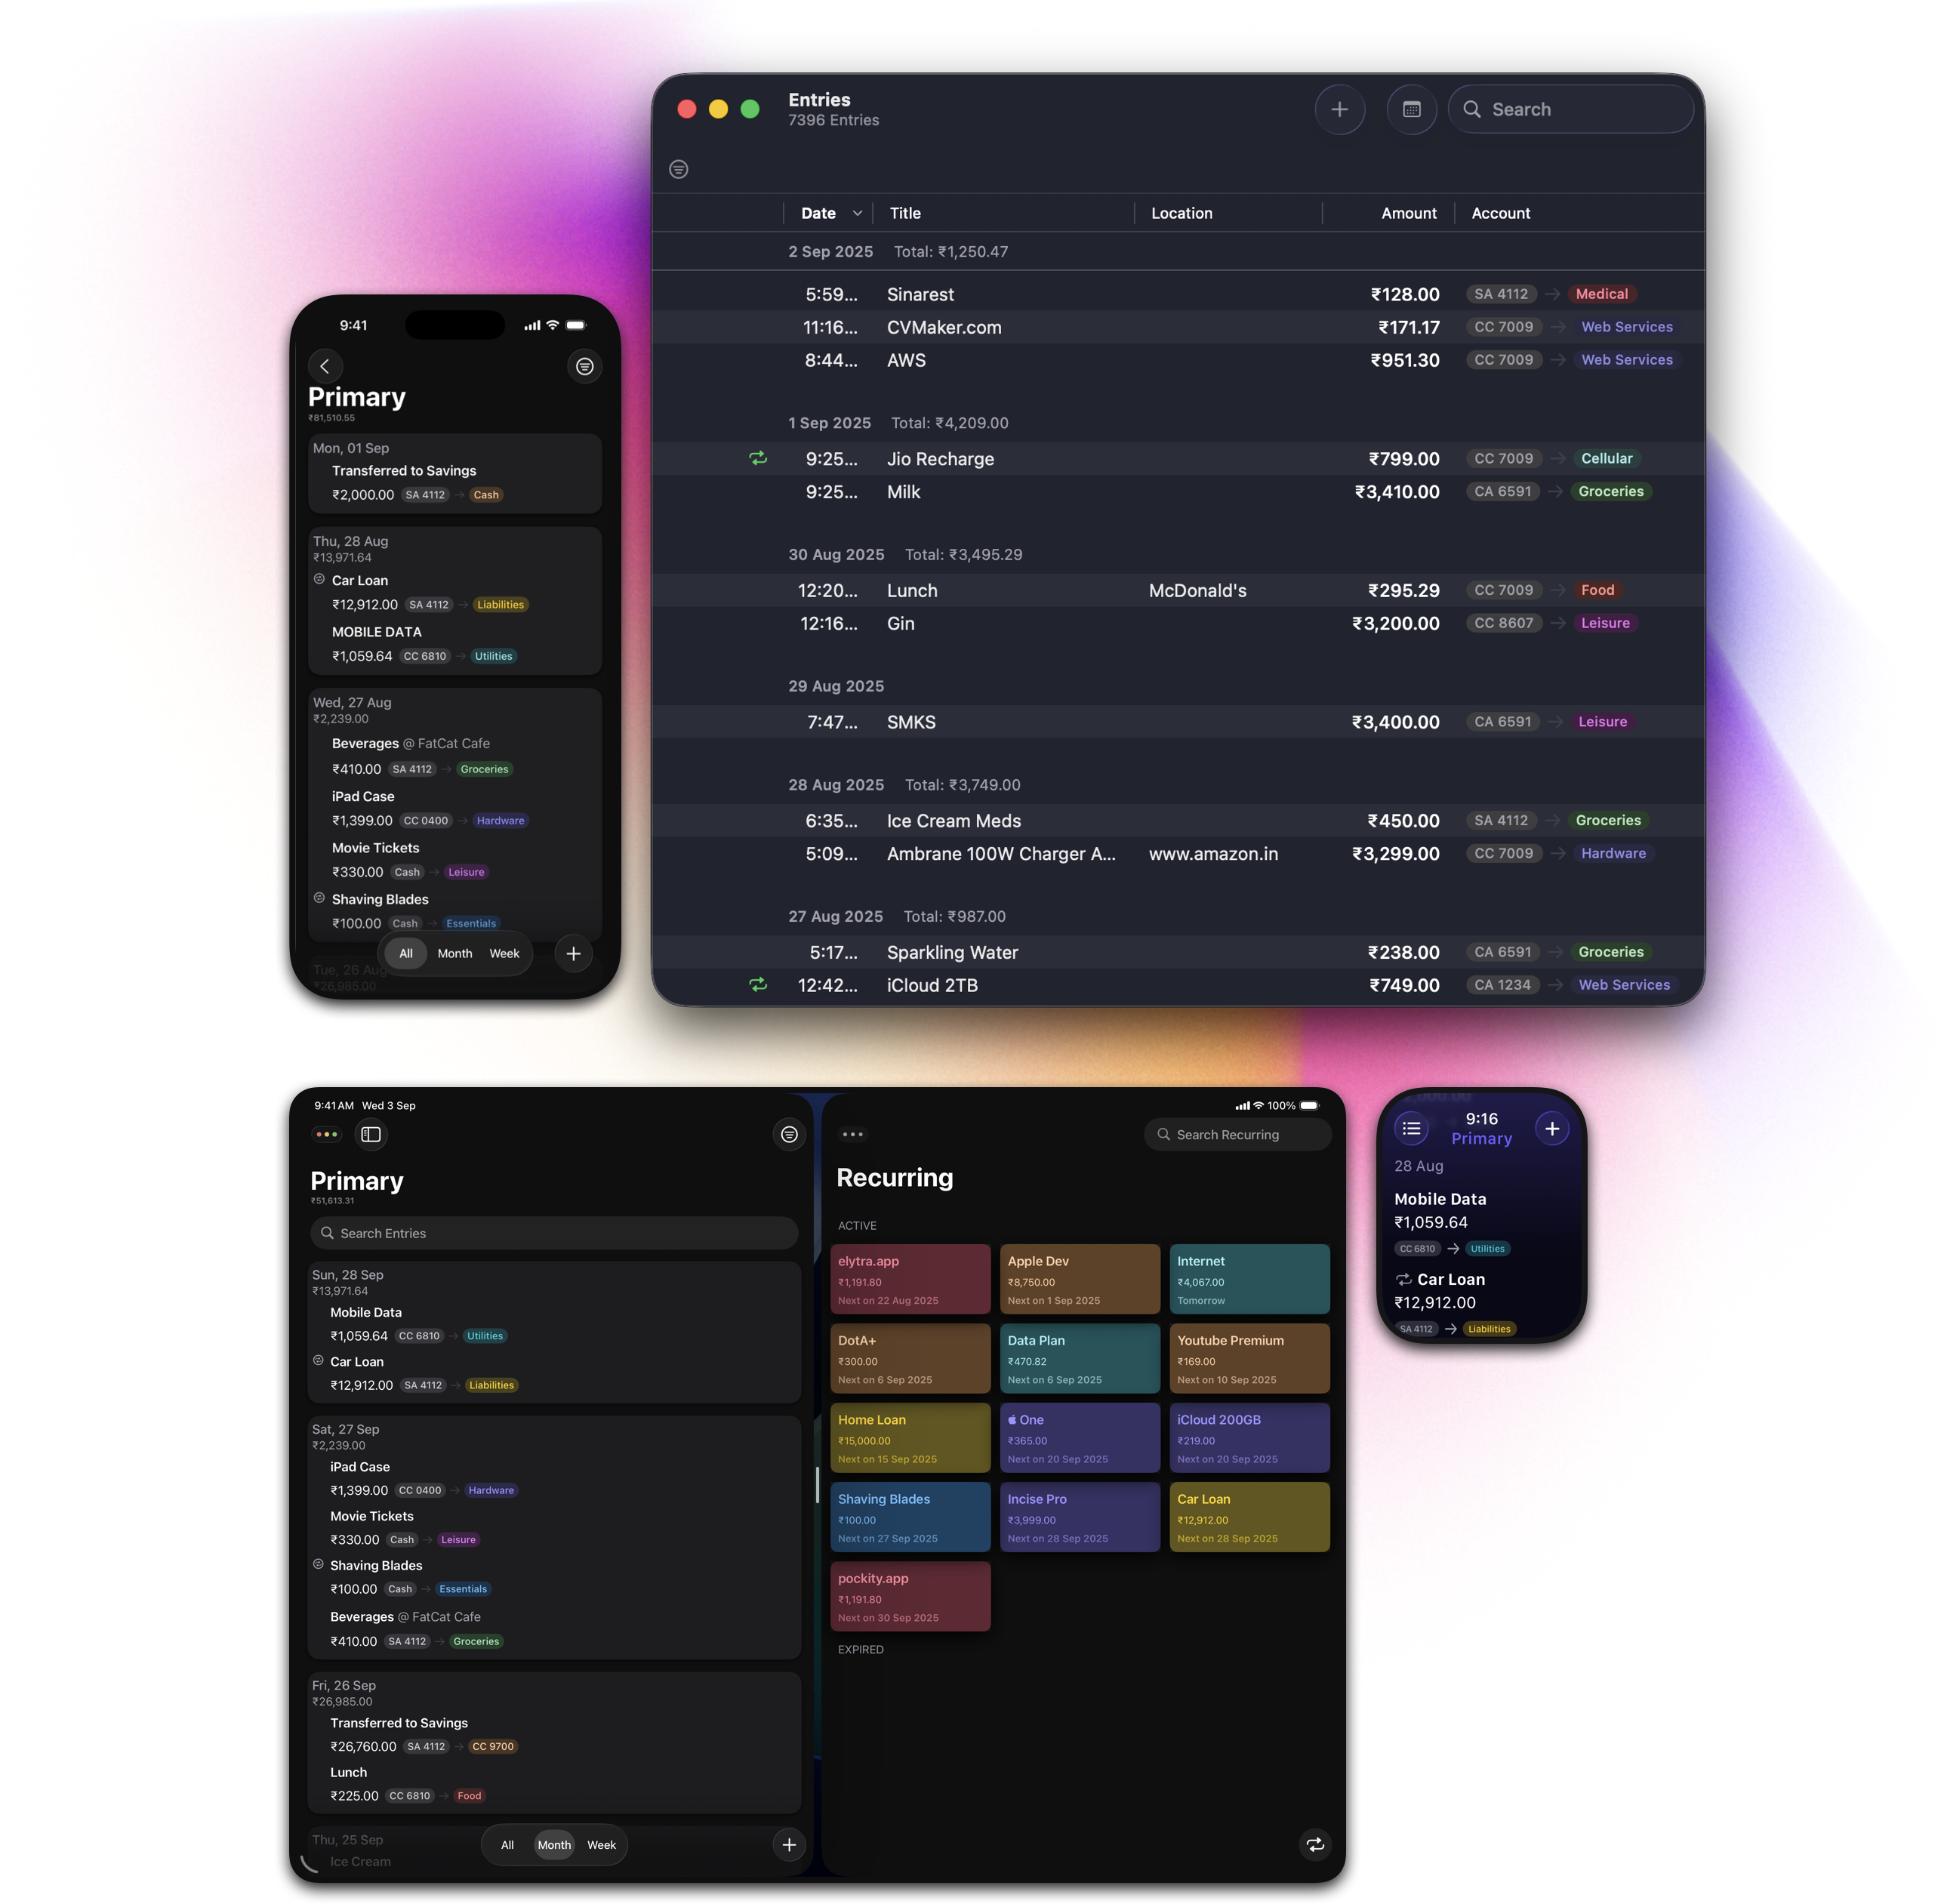 Entries
7396 Entries
Search
Date Title Location Amount Account
2 Sep 2025 Total: ₹1,250.47
5:59... Sinarest ₹128.00 SA 4112 → Medical
11:16... CVMaker.com ₹171.17 CC 7009 → Web Services
8:44... AWS ₹951.30 CC 7009 → Web Services
1 Sep 2025 Total: ₹4,209.00
9:25... Jio Recharge ₹799.00 CC 7009 → Cellular
9:25... Milk ₹3,410.00 CA 6591 → Groceries
30 Aug 2025 Total: ₹3,495.29
12:20... Lunch McDonald's ₹295.29 CC 7009 → Food
12:16... Gin ₹3,200.00 CC 8607 → Leisure
29 Aug 2025
7:47... SMKS ₹3,400.00 CA 6591 → Leisure
28 Aug 2025 Total: ₹3,749.00
6:35... Ice Cream Meds ₹450.00 SA 4112 → Groceries
5:09... Ambrane 100W Charger A... www.amazon.in ₹3,299.00 CC 7009 → Hardware
27 Aug 2025 Total: ₹987.00
5:17... Sparkling Water ₹238.00 CA 6591 → Groceries
12:42... iCloud 2TB ₹749.00 CA 1234 → Web Services
9:41
Primary
₹81,510.55
Mon, 01 Sep
Transferred to Savings
₹2,000.00 SA 4112 → Cash
Thu, 28 Aug
₹13,971.64
Car Loan
₹12,912.00 SA 4112 → Liabilities
MOBILE DATA
₹1,059.64 CC 6810 → Utilities
Wed, 27 Aug
₹2,239.00
Beverages @ FatCat Cafe
₹410.00 SA 4112 → Groceries
iPad Case
₹1,399.00 CC 0400 → Hardware
Movie Tickets
₹330.00 Cash → Leisure
Shaving Blades
₹100.00 Cash → Essentials
All Month Week
Tue, 26 Aug
₹26,985.00
9:41 AM Wed 3 Sep
Primary
₹51,613.31
Search Entries
Sun, 28 Sep
₹13,971.64
Mobile Data
₹1,059.64 CC 6810 → Utilities
Car Loan
₹12,912.00 SA 4112 → Liabilities
Sat, 27 Sep
₹2,239.00
iPad Case
₹1,399.00 CC 0400 → Hardware
Movie Tickets
₹330.00 Cash → Leisure
Shaving Blades
₹100.00 Cash → Essentials
Beverages @ FatCat Cafe
₹410.00 SA 4112 → Groceries
Fri, 26 Sep
₹26,985.00
Transferred to Savings
₹26,760.00 SA 4112 → CC 9700
Lunch
₹225.00 CC 6810 → Food
Thu, 25 Sep
Ice Cream
All Month Week
100%
Search Recurring
Recurring
ACTIVE
elytra.app
₹1,191.80
Next on 22 Aug 2025
Apple Dev
₹8,750.00
Next on 1 Sep 2025
Internet
₹4,067.00
Tomorrow
DotA+
₹300.00
Next on 6 Sep 2025
Data Plan
₹470.82
Next on 6 Sep 2025
Youtube Premium
₹169.00
Next on 10 Sep 2025
Home Loan
₹15,000.00
Next on 15 Sep 2025
One
₹365.00
Next on 20 Sep 2025
iCloud 200GB
₹219.00
Next on 20 Sep 2025
Shaving Blades
₹100.00
Next on 27 Sep 2025
Incise Pro
₹3,999.00
Next on 28 Sep 2025
Car Loan
₹12,912.00
Next on 28 Sep 2025
pockity.app
₹1,191.80
Next on 30 Sep 2025
EXPIRED
9:16
Primary
28 Aug
Mobile Data
₹1,059.64
CC 6810 → Utilities
Car Loan
₹12,912.00
SA 4112 → Liabilities